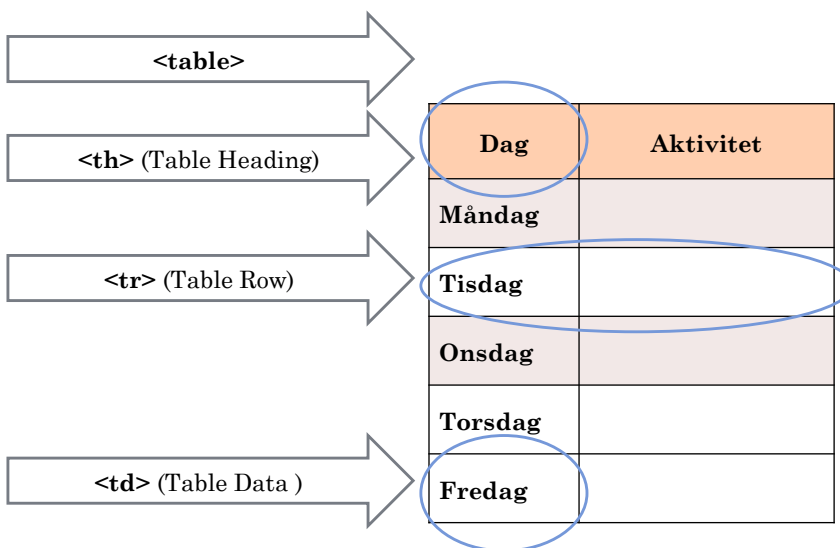 <table>
<th> (Table Heading)
<tr> (Table Row)
<td> (Table Data )
Dag Aktivitet
Måndag
Tisdag
Onsdag
Torsdag
Fredag